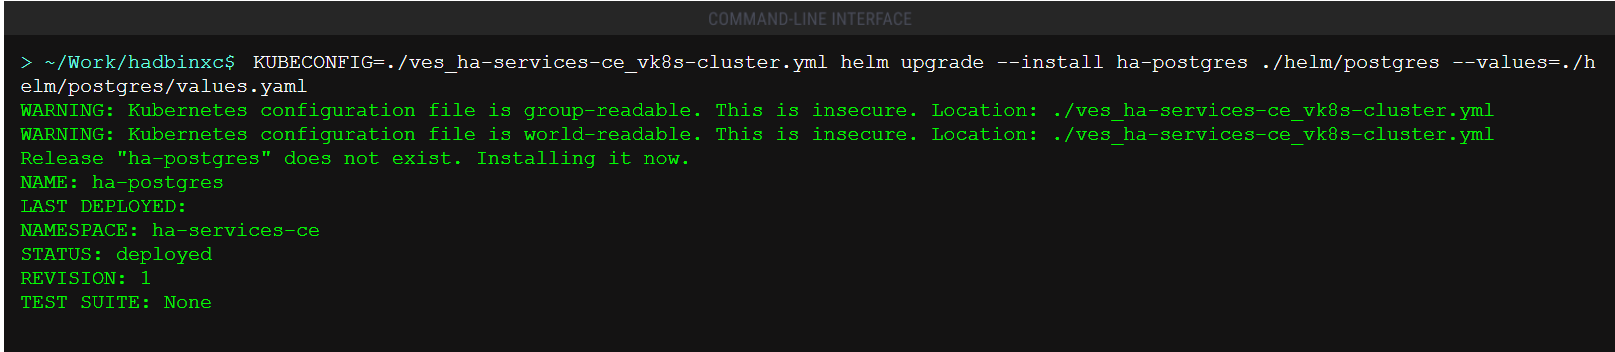 COMMAND-LINE INTERFACE
> ~/Work/hadbinxc$ KUBECONFIG=./ves_ha-services-ce_vk8s-cluster.yml helm upgrade --install ha-postgres ./helm/postgres --values=./h
elm/postgres/values.yaml
WARNING: Kubernetes configuration file is group-readable. This is insecure. Location: ./ves_ha-services-ce_vk8s-cluster.yml
WARNING: Kubernetes configuration file is world-readable. This is insecure. Location: ./ves_ha-services-ce_vk8s-cluster.yml
Release "ha-postgres" does not exist. Installing it now.
NAME: ha-postgres
LAST DEPLOYED:
NAMESPACE: ha-services-ce
STATUS: deployed
REVISION: 1
TEST SUITE: None